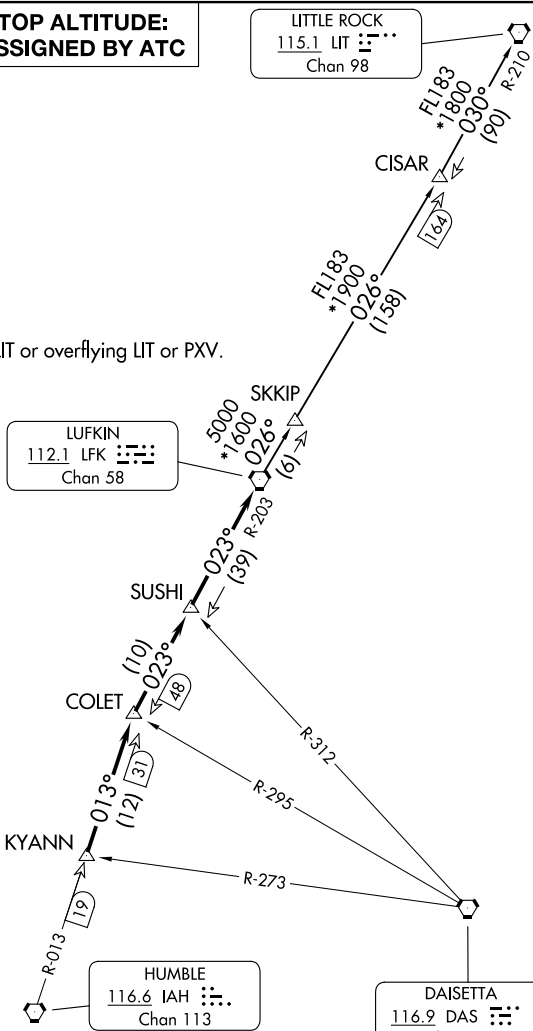 TOP ALTITUDE:
SSIGNED BY ATC
LITTLE ROCK
115.1 LIT
Chan 98
R-210
FL183
*1800
030°
(90)
CISAR
164
FL183
*1900
026°
(158)
IT or overflying LIT or PXV.
SKKIP
5000
*1600
026°
(6)
LUFKIN
112.1 LFK
Chan 58
R-203
023°
(39)
SUSHI
(10)
023°
48
COLET
R-312
013°
(12)
31
R-295
KYANN
R-273
19
R-013
HUMBLE
116.6 IAH
Chan 113
DAISETTA
116.9 DAS